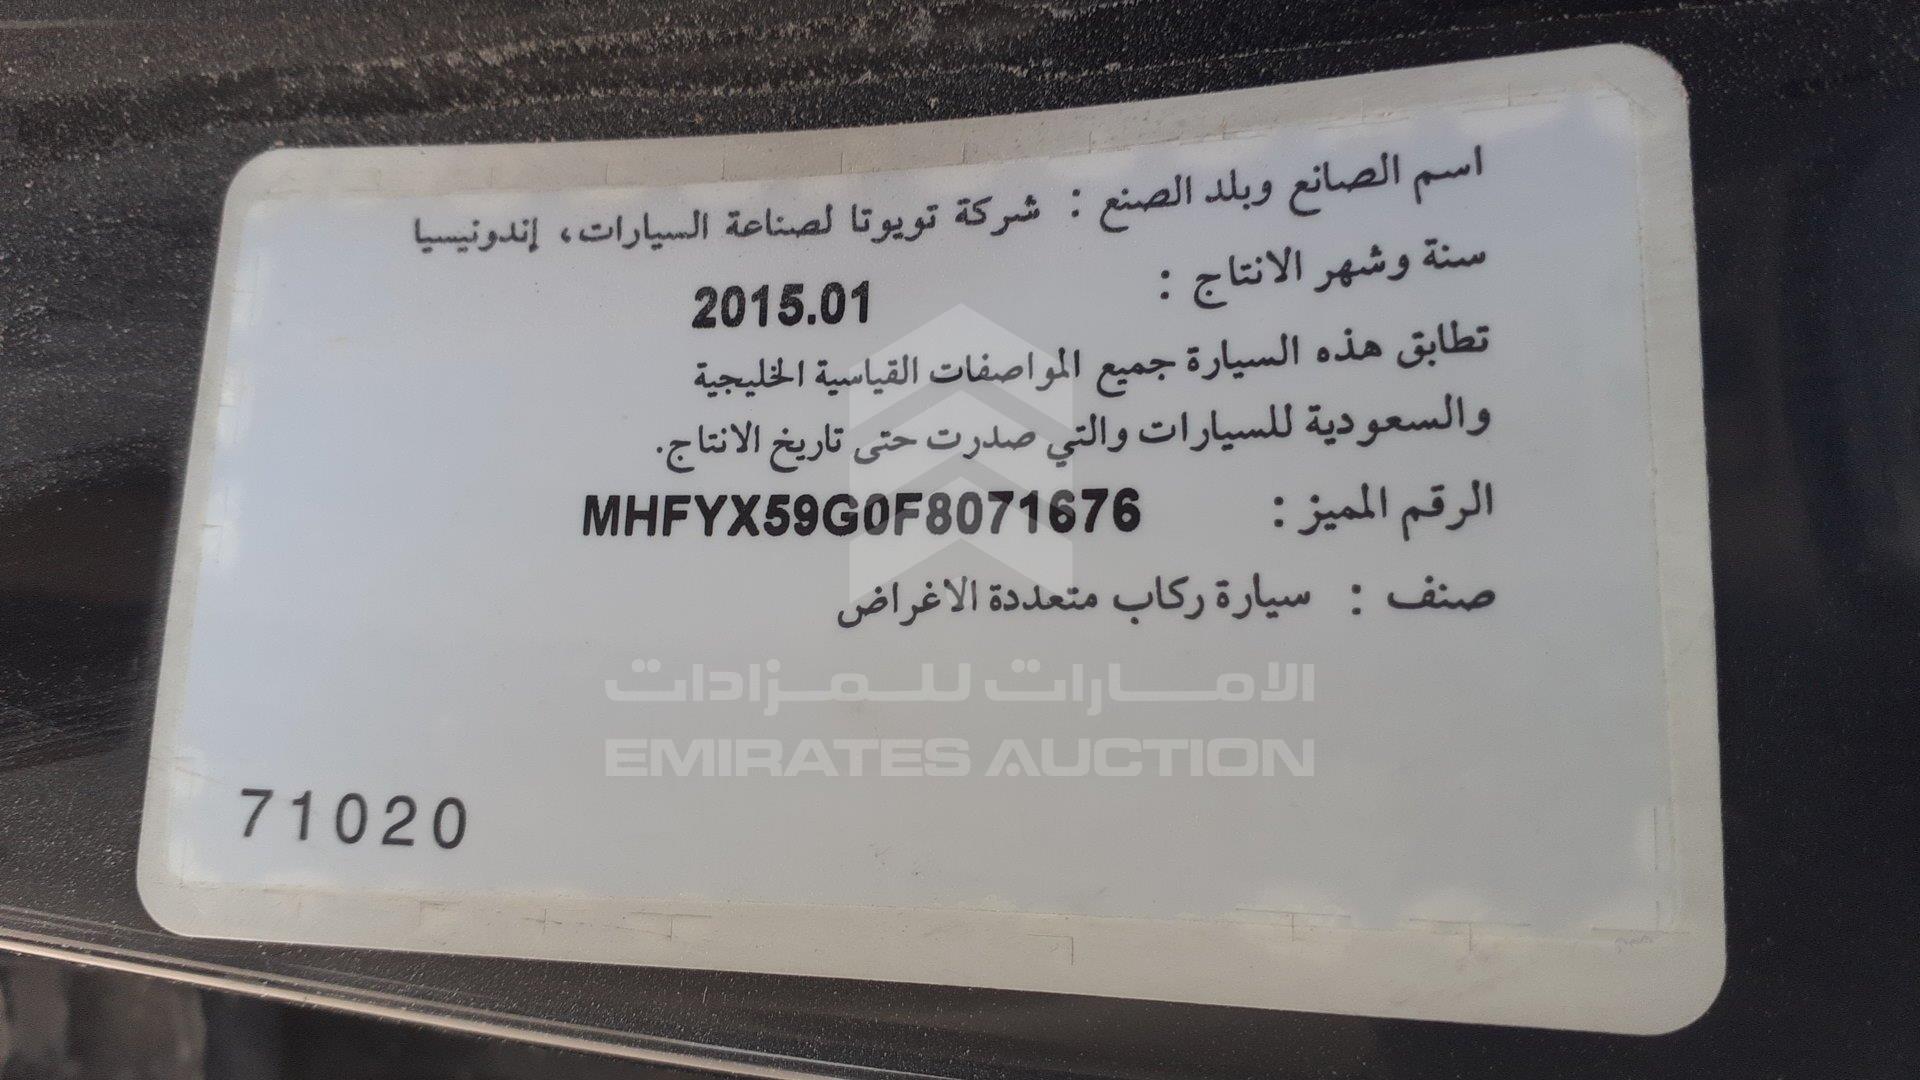 اسم الصانع وبلد الصنع : شركة تويوتا لصناعة السيارات، إندونيسيا
سنة وشهر الانتاج : 2015.01
تطابق هذه السيارة جميع المواصفات القياسية الخليجية
والسعودية للسيارات والتي صدرت حتى تاريخ الانتاج.
الرقم المميز : MHFYX59G0F8071676
صنف : سيارة ركاب متعددة الاغراض
الامارات للمزادات
EMIRATES AUCTION
71020